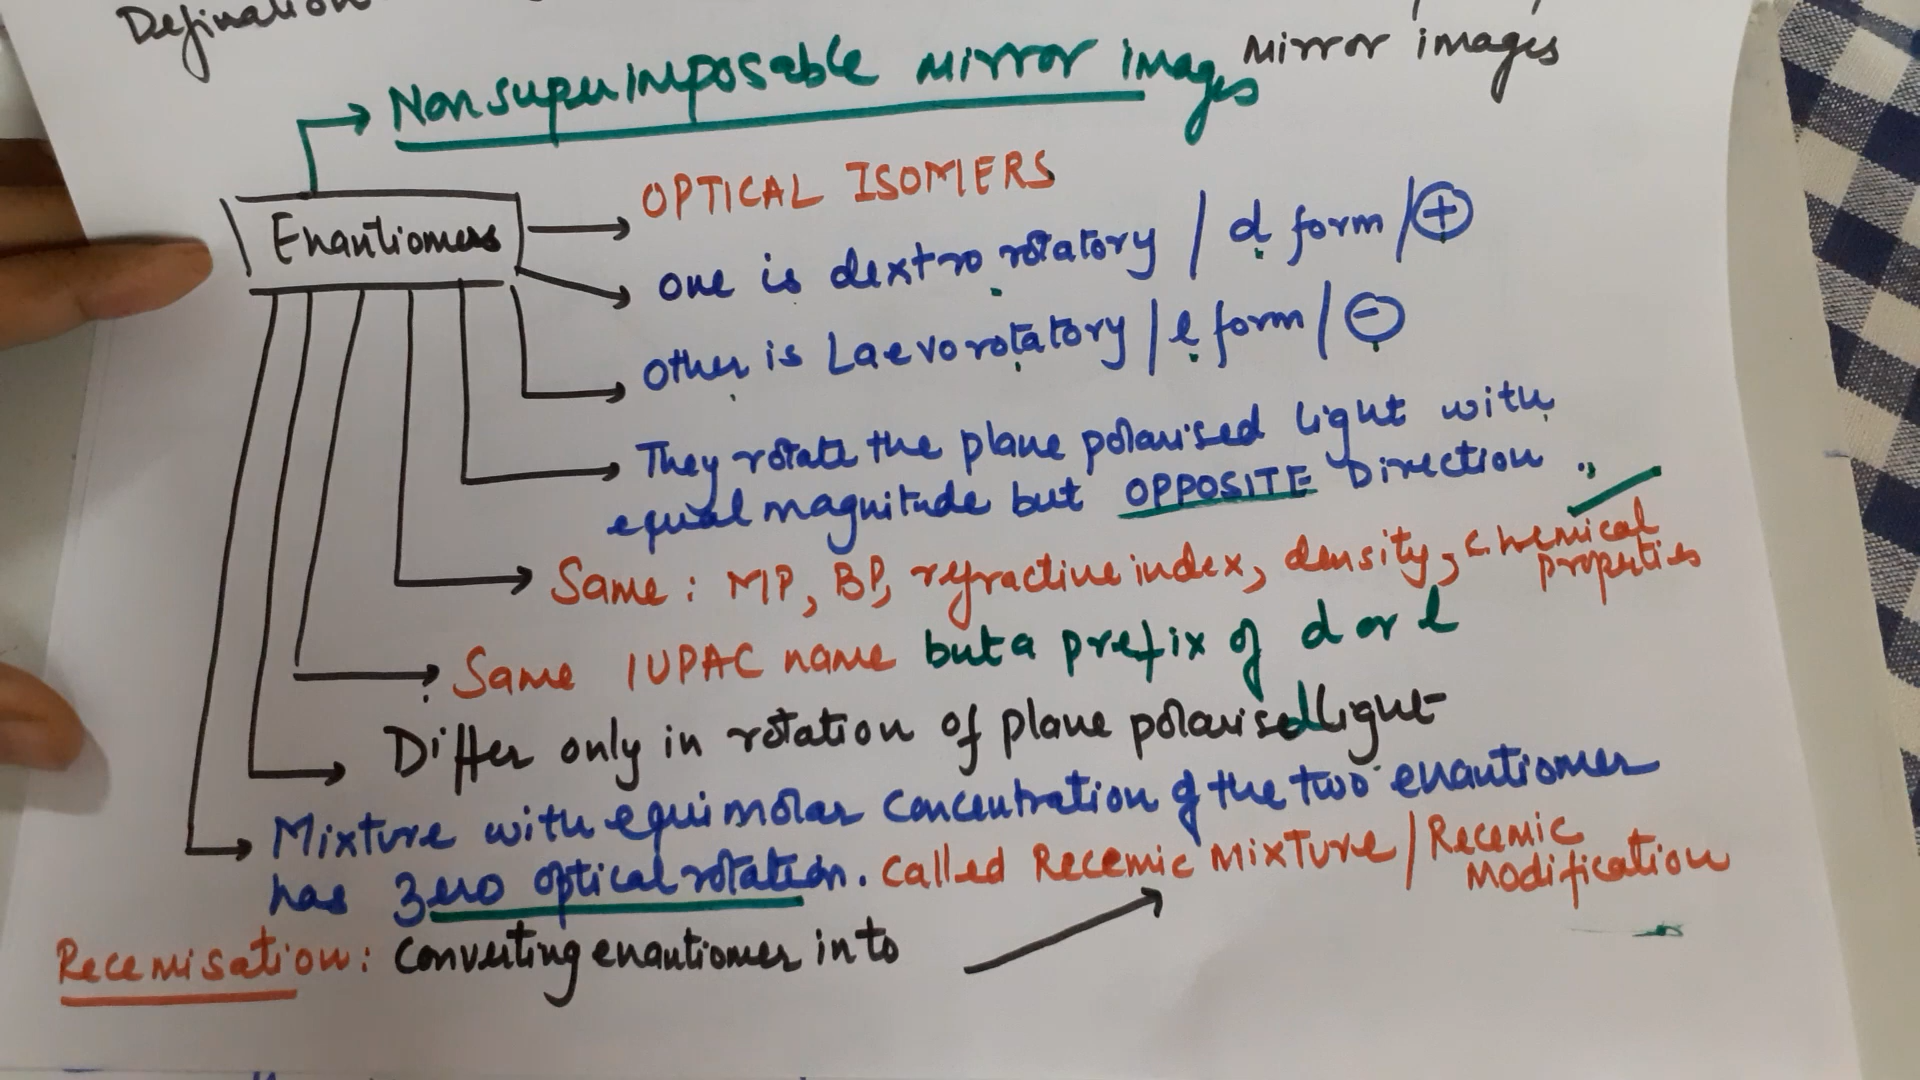 Defination
mirror images
Nonsuperimposable mirror images
Enantiomers
OPTICAL ISOMERS
one is dextro rotatory / d form / +
other is Laevorotatory / l form / -
They rotate the plane polarised light with
equal magnitude but OPPOSITE Direction
Same : MP, BP, refractive index, density, chemical
properties
Same IUPAC name but a prefix of d or l
Differ only in rotation of plane polarised light
Mixture with equimolar concentration of the two enantiomer
has zero optical rotation. called Recemic Mixture / Recemic
Modification
Recemisation : Converting enantiomer into